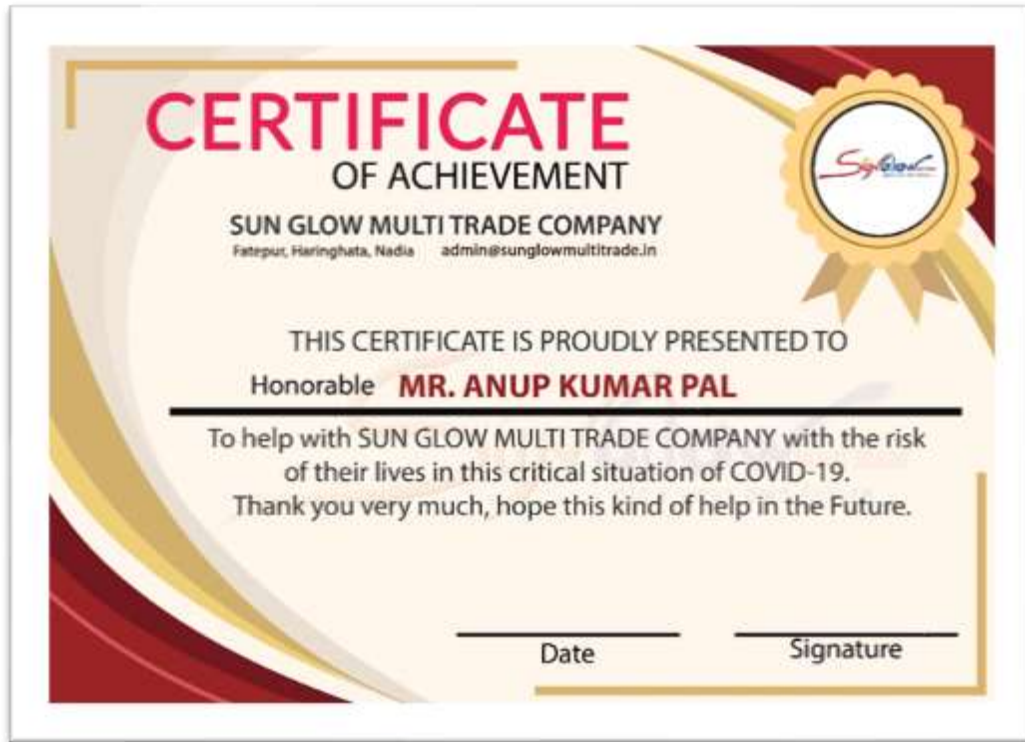 CERTIFICATE
OF ACHIEVEMENT
SUN GLOW MULTI TRADE COMPANY
Fatepur, Haringhata, Nadia admin@sunglowmultitrade.in
THIS CERTIFICATE IS PROUDLY PRESENTED TO
Honorable MR. ANUP KUMAR PAL
To help with SUN GLOW MULTI TRADE COMPANY with the risk
of their lives in this critical situation of COVID-19.
Thank you very much, hope this kind of help in the Future.
Date Signature